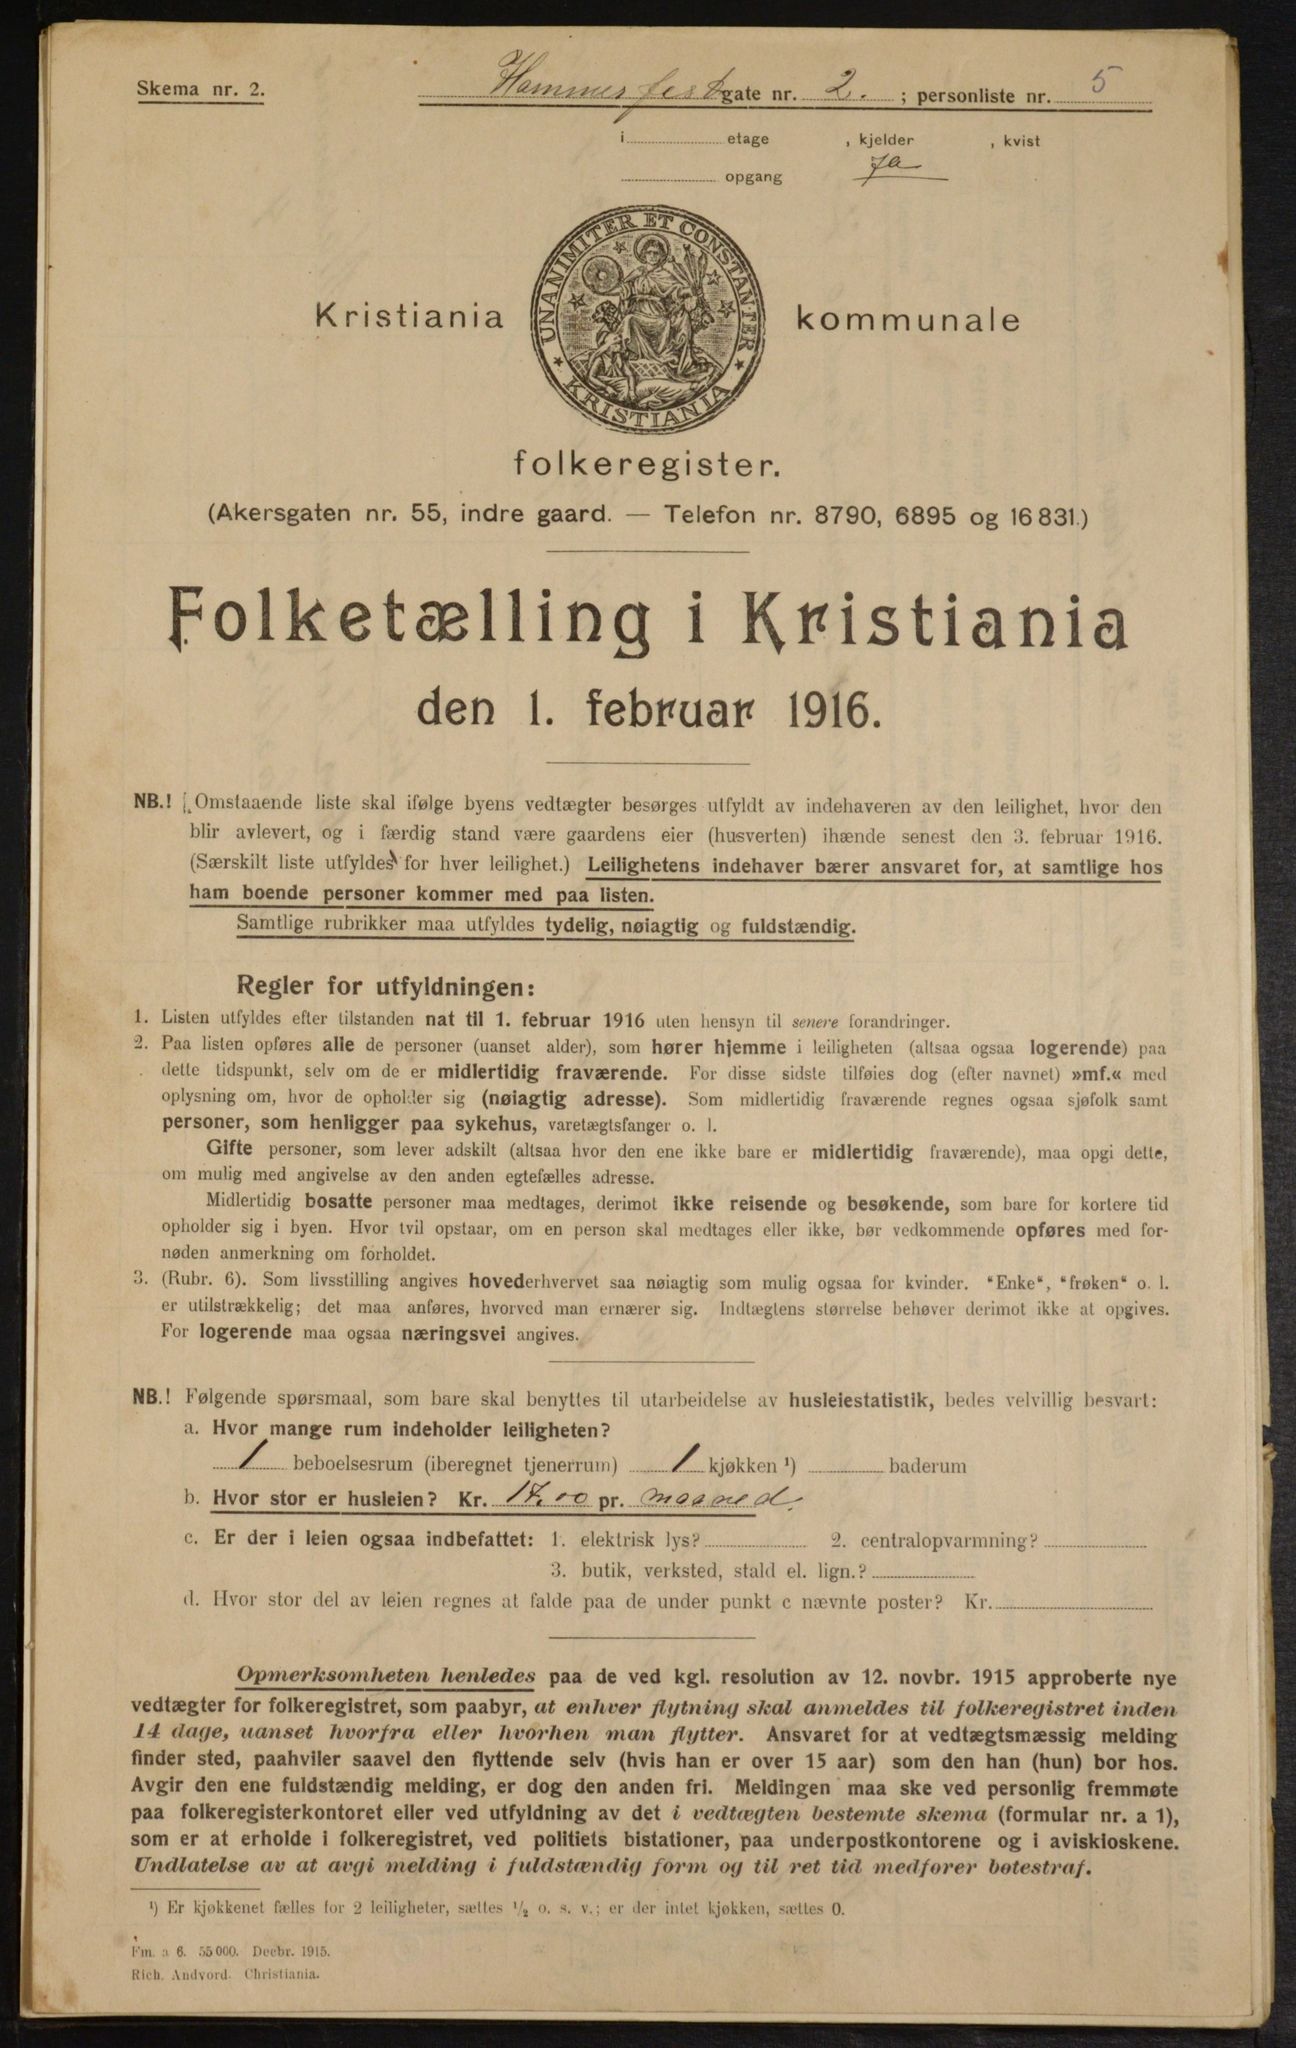 Skema nr. 2.
Hammerfestgate nr. 2. ; personliste nr. 5
i etage , kjelder , kvist
opgang ja
UNANIMITER ET CONSTANTER
KRISTIANIA
Kristiania kommunale
folkeregister.
(Akersgaten nr. 55, indre gaard. — Telefon nr. 8790, 6895 og 16831.)
Folketælling i Kristiania
den 1. februar 1916.
NB.! Omstaaende liste skal ifølge byens vedtægter besørges utfyldt av indehaveren av den leilighet, hvor den
blir avlevert, og i færdig stand være gaardens eier (husverten) ihænde senest den 3. februar 1916.
(Særskilt liste utfyldes for hver leilighet.) Leilighetens indehaver bærer ansvaret for, at samtlige hos
ham boende personer kommer med paa listen.
Samtlige rubrikker maa utfyldes tydelig, nøiagtig og fuldstændig.
Regler for utfyldningen:
1. Listen utfyldes efter tilstanden nat til 1. februar 1916 uten hensyn til senere forandringer.
2. Paa listen opføres alle de personer (uanset alder), som hører hjemme i leiligheten (altsaa ogsaa logerende) paa
dette tidspunkt, selv om de er midlertidig fraværende. For disse sidste tilføies dog (efter navnet) »mf.« med
oplysning om, hvor de opholder sig (nøiagtig adresse). Som midlertidig fraværende regnes ogsaa sjøfolk samt
personer, som henligger paa sykehus, varetægtsfanger o. l.
Gifte personer, som lever adskilt (altsaa hvor den ene ikke bare er midlertidig fraværende), maa opgi dette,
om mulig med angivelse av den anden egtefælles adresse.
Midlertidig bosatte personer maa medtages, derimot ikke reisende og besøkende, som bare for kortere tid
opholder sig i byen. Hvor tvil opstaar, om en person skal medtages eller ikke, bør vedkommende opføres med for-
nøden anmerkning om forholdet.
3. (Rubr. 6). Som livsstilling angives hovederhvervet saa nøiagtig som mulig ogsaa for kvinder. "Enke", "frøken" o. l.
er utilstrækkelig; det maa anføres, hvorved man ernærer sig. Indtægtens størrelse behøver derimot ikke at opgives.
For logerende maa ogsaa næringsvei angives.
NB.! Følgende spørsmaal, som bare skal benyttes til utarbeidelse av husleiestatistik, bedes velvillig besvart:
a. Hvor mange rum indeholder leiligheten?
1 beboelsesrum (iberegnet tjenerrum) 1 kjøkken ¹) baderum
b. Hvor stor er husleien? Kr. 17.00 pr. maaned.
c. Er der i leien ogsaa indbefattet: 1. elektrisk lys? 2. centralopvarmning?
3. butik, verksted, stald el. lign.?
d. Hvor stor del av leien regnes at falde paa de under punkt c nævnte poster? Kr.
Opmerksomheten henledes paa de ved kgl. resolution av 12. novbr. 1915 approberte nye
vedtægter for folkeregistret, som paabyr, at enhver flytning skal anmeldes til folkeregistret inden
14 dage, uanset hvorfra eller hvorhen man flytter. Ansvaret for at vedtægtsmæssig melding
finder sted, paahviler saavel den flyttende selv (hvis han er over 15 aar) som den han (hun) bor hos.
Avgir den ene fuldstændig melding, er dog den anden fri. Meldingen maa ske ved personlig fremmøte
paa folkeregisterkontoret eller ved utfyldning av det i vedtægten bestemte skema (formular nr. a 1),
som er at erholde i folkeregistret, ved politiets bistationer, paa underpostkontorene og i aviskioskene.
Undlatelse av at avgi melding i fuldstændig form og til ret tid medfører bøtestraf.
¹) Er kjøkkenet fælles for 2 leiligheter, sættes ½ o. s. v.; er der intet kjøkken, sættes 0.
Fm. a 6. 55000. Decbr. 1915.
Rich. Andvord. Christiania.